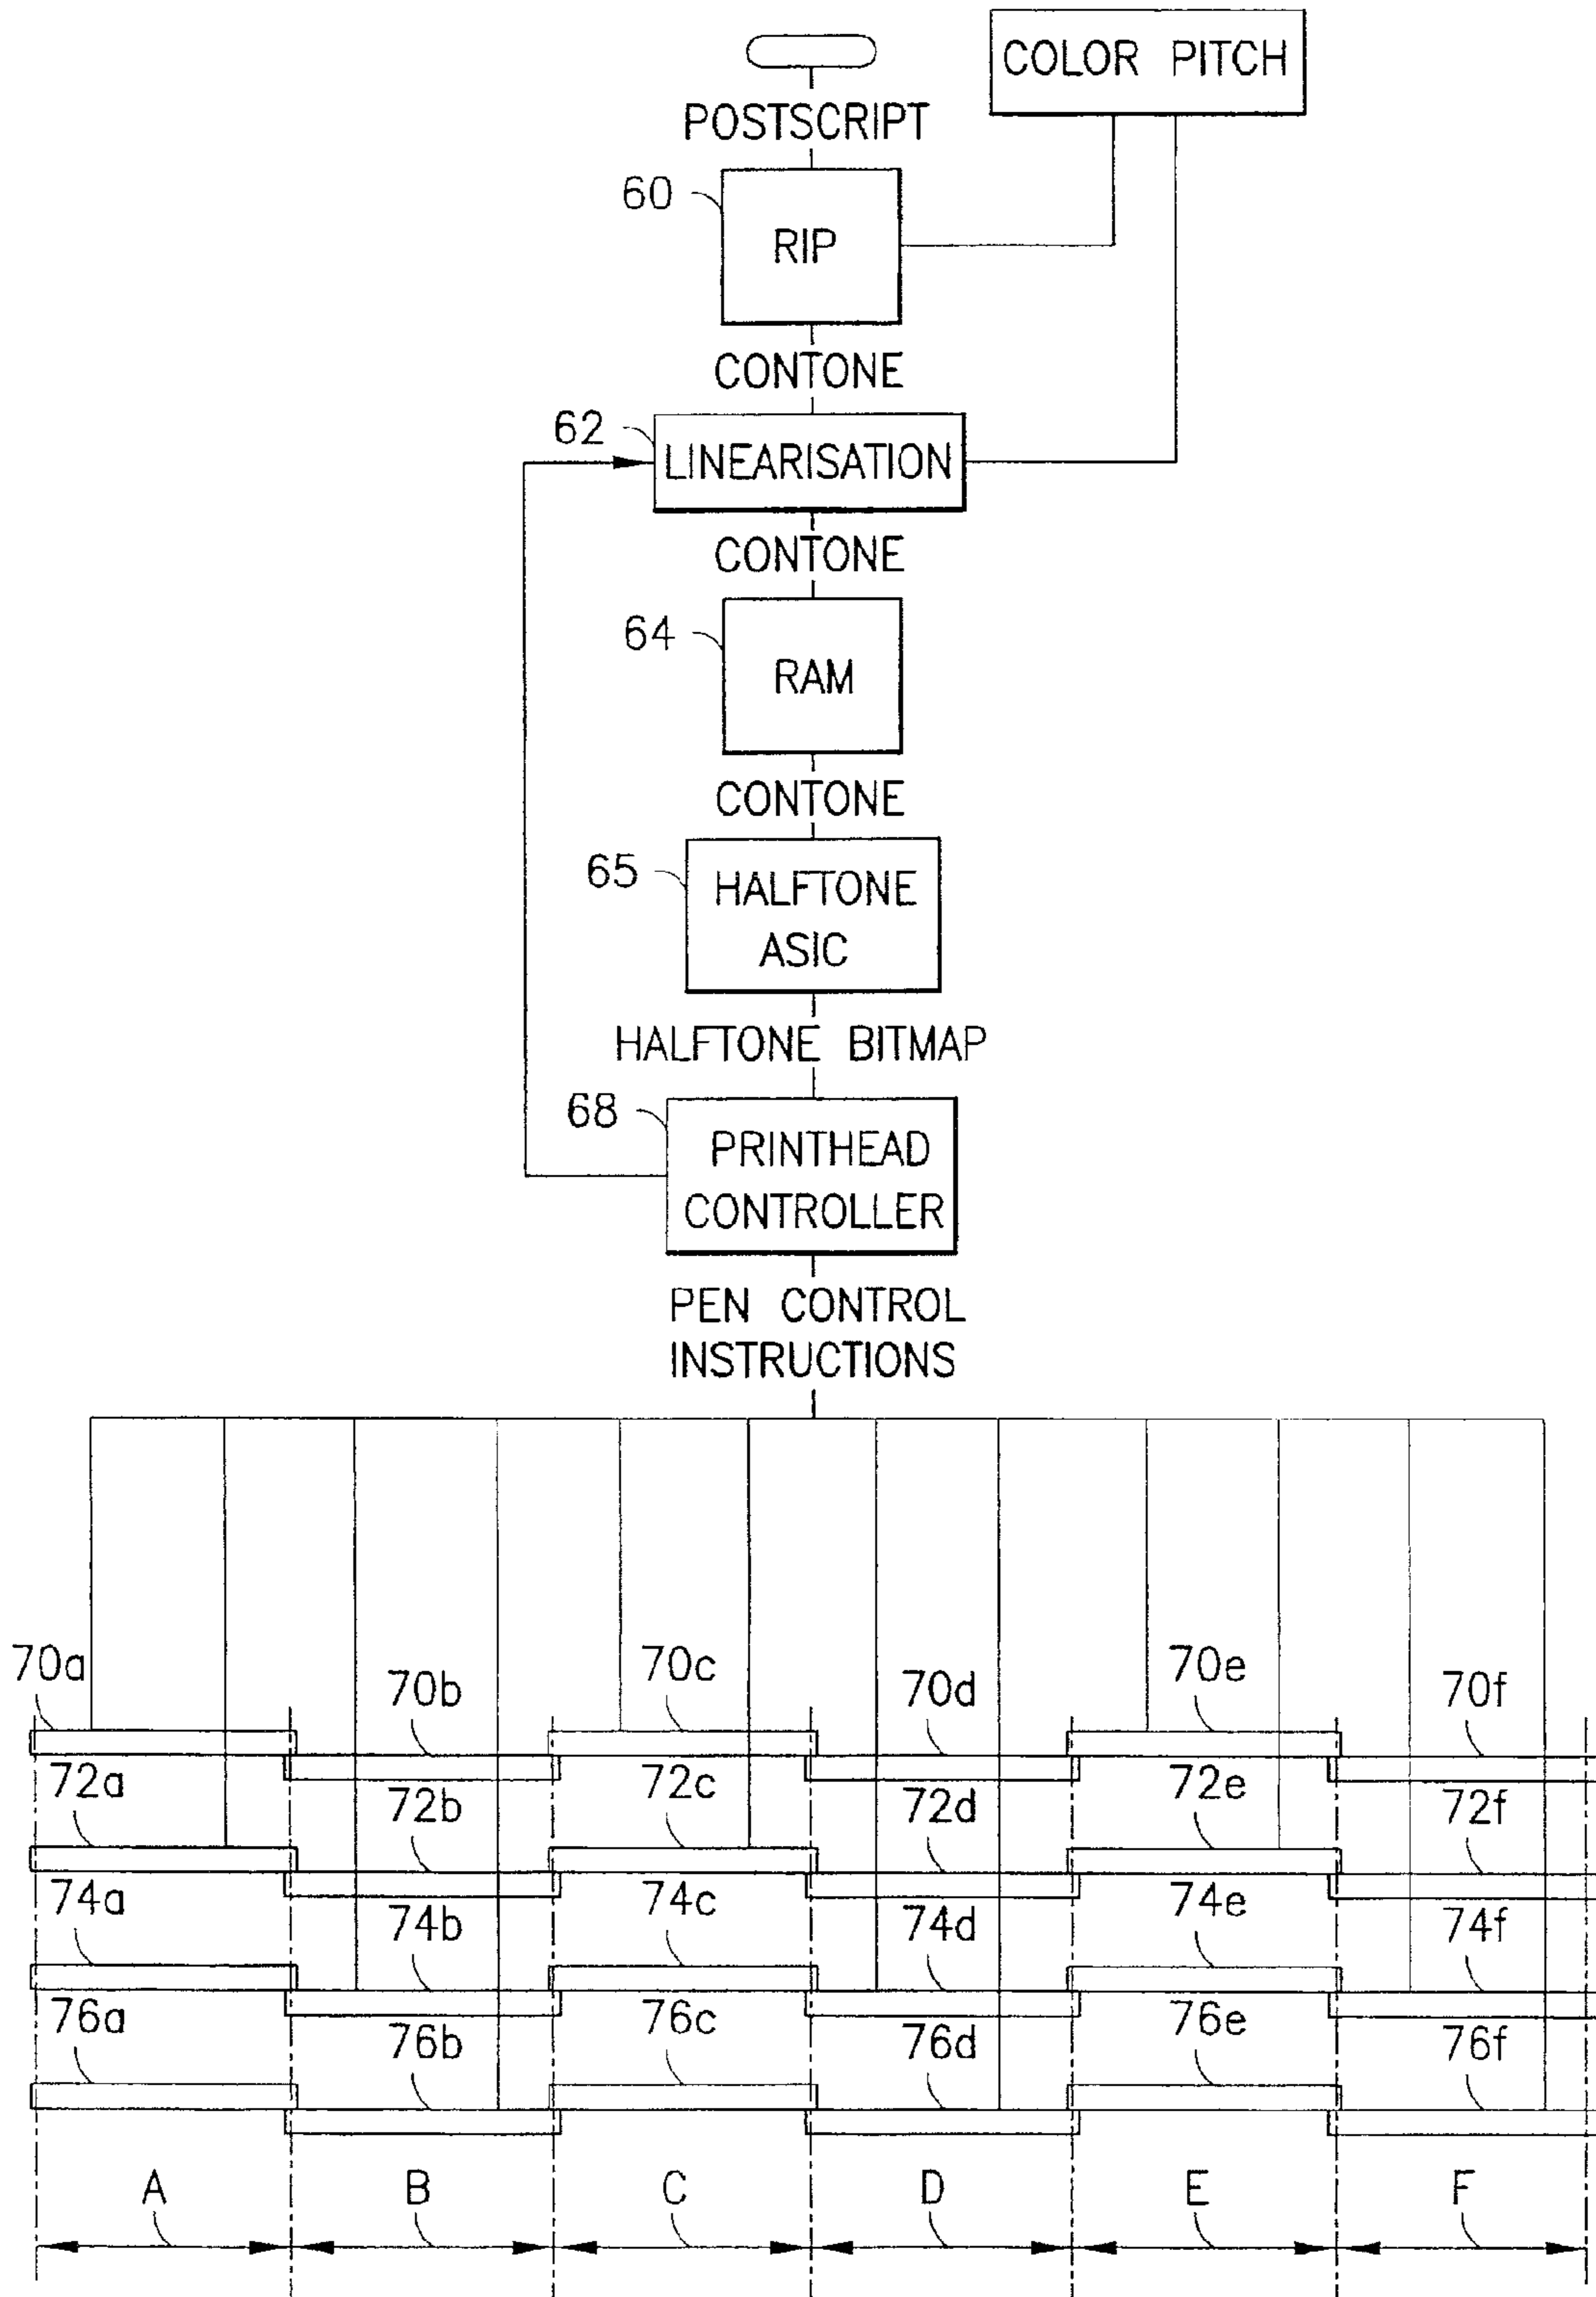 COLOR PITCH
POSTSCRIPT
60
RIP
CONTONE
62
LINEARISATION
CONTONE
64
RAM
CONTONE
65
HALFTONE
ASIC
HALFTONE BITMAP
68
PRINTHEAD
CONTROLLER
PEN CONTROL
INSTRUCTIONS
70a 70b 70c 70d 70e 70f
72a 72b 72c 72d 72e 72f
74a 74b 74c 74d 74e 74f
76a 76b 76c 76d 76e 76f
A B C D E F